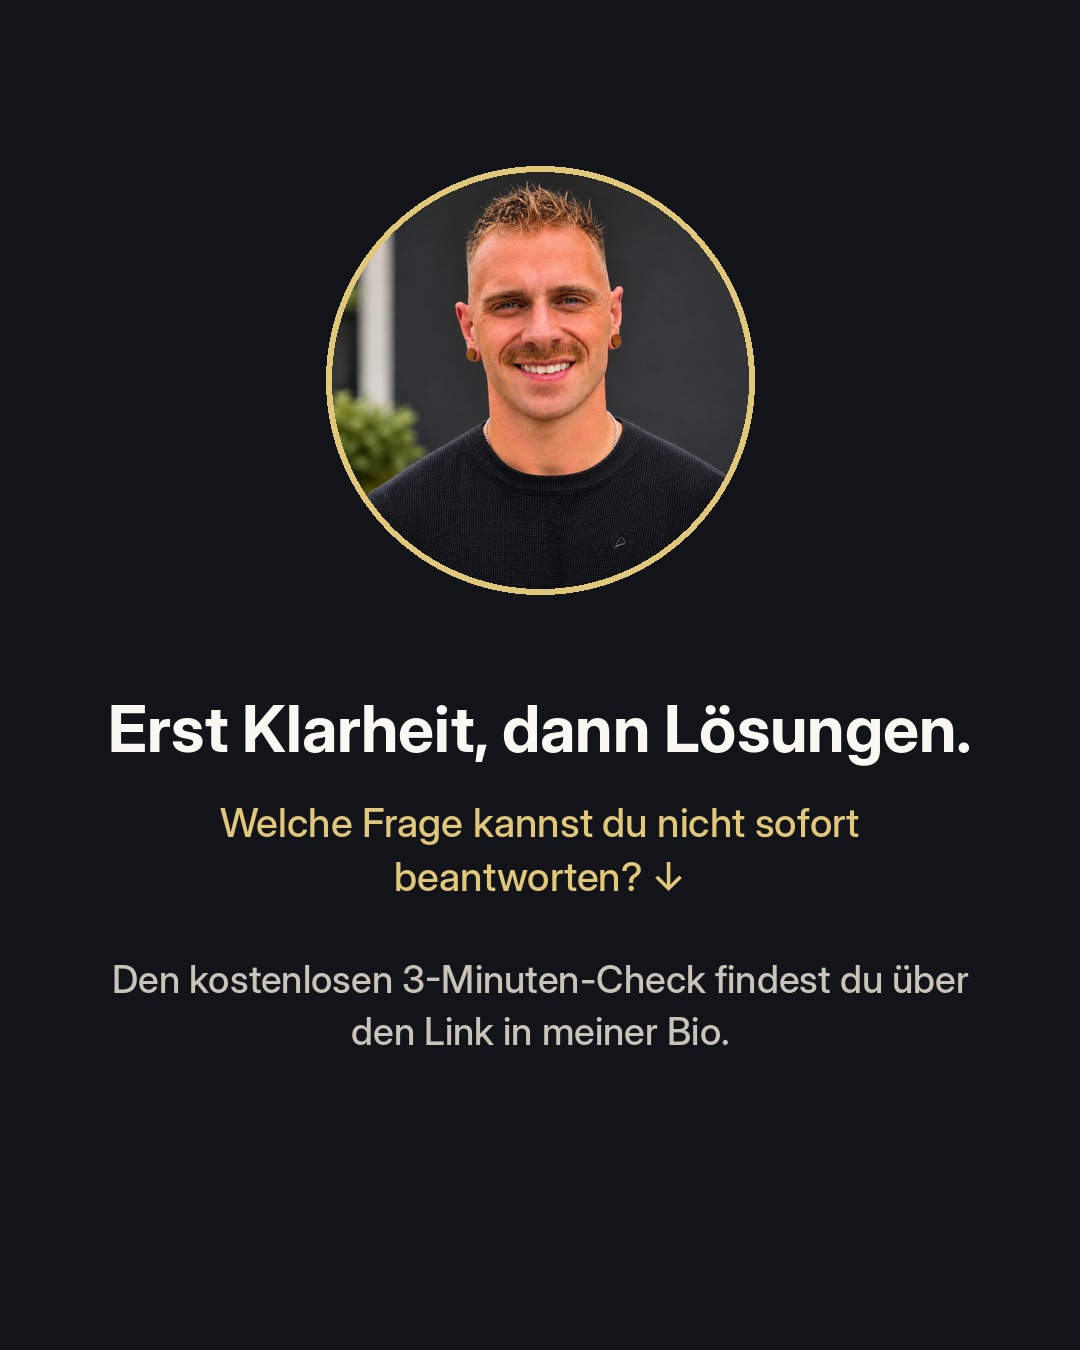 Erst Klarheit, dann Lösungen.
Welche Frage kannst du nicht sofort
beantworten? ↓
Den kostenlosen 3-Minuten-Check findest du über
den Link in meiner Bio.